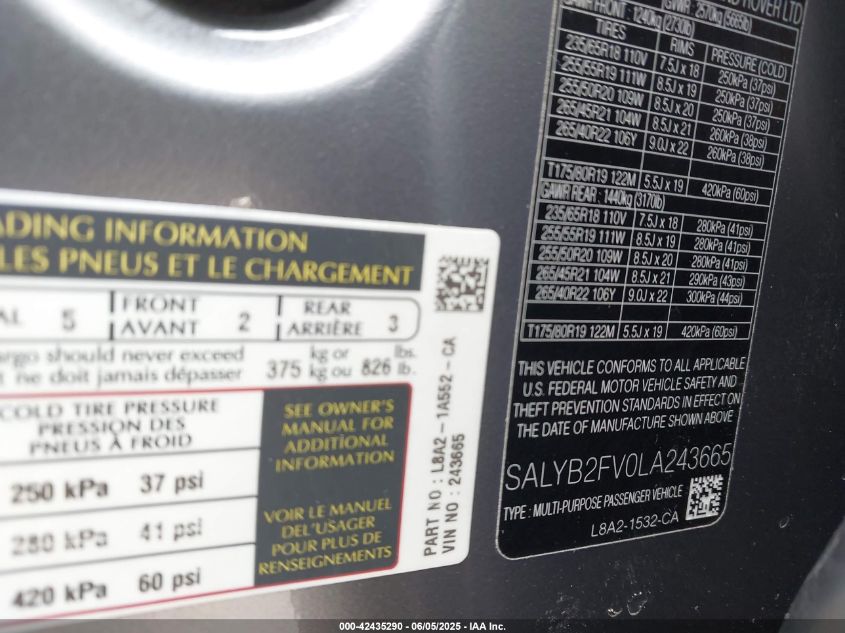 ADING INFORMATION
LES PNEUS ET LE CHARGEMENT
AL 5 FRONT AVANT 2 REAR ARRIÈRE 3
should never exceed 375 kg or 826 lbs.
ne doit jamais dépasser kg ou lb.
COLD TIRE PRESSURE
PRESSION DES
PNEUS À FROID
250 kPa 37 psi
280 kPa 41 psi
420 kPa 60 psi
SEE OWNER'S
MANUAL FOR
ADDITIONAL
INFORMATION
VOIR LE MANUEL
DE L'USAGER
POUR PLUS DE
RENSEIGNEMENTS
PART NO : L8A2 - 1A552 - CA
VIN NO : 243665
ROVER LTD
GAWR FRONT : 1240kg (2730lb) GVWR : 2570kg (5665lb)
TIRES RIMS PRESSURE (COLD)
235/65R18 110V 7.5J x 18 250kPa (37psi)
255/55R19 111W 8.5J x 19 250kPa (37psi)
255/50R20 109W 8.5J x 20 250kPa (37psi)
265/45R21 104W 8.5J x 21 260kPa (38psi)
265/40R22 106Y 9.0J x 22 260kPa (38psi)
T175/80R19 122M 5.5J x 19 420kPa (60psi)
GAWR REAR : 1440kg (3170lb)
235/65R18 110V 7.5J x 18 280kPa (41psi)
255/55R19 111W 8.5J x 19 280kPa (41psi)
255/50R20 109W 8.5J x 20 280kPa (41psi)
265/45R21 104W 8.5J x 21 290kPa (43psi)
265/40R22 106Y 9.0J x 22 300kPa (44psi)
T175/80R19 122M 5.5J x 19 420kPa (60psi)
THIS VEHICLE CONFORMS TO ALL APPLICABLE
U.S. FEDERAL MOTOR VEHICLE SAFETY AND
THEFT PREVENTION STANDARDS IN EFFECT ON
THE DATE OF MANUFACTURE SHOWN ABOVE
SALYB2FV0LA243665
TYPE : MULTI-PURPOSE PASSENGER VEHICLE
L8A2-1532-CA
000-42435290 - 06/05/2025 - IAA Inc.